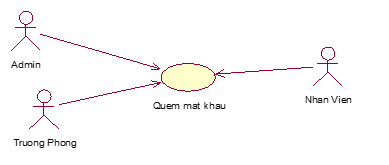 Admin
Quem mat khau
Nhan Vien
Truong Phong